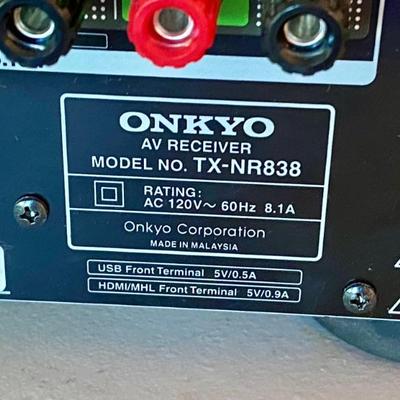 ONKYO
AV RECEIVER
MODEL NO. TX-NR838
RATING:
AC 120V~ 60Hz 8.1A
Onkyo Corporation
MADE IN MALAYSIA
USB Front Terminal 5V/0.5A
HDMI/MHL Front Terminal 5V/0.9A